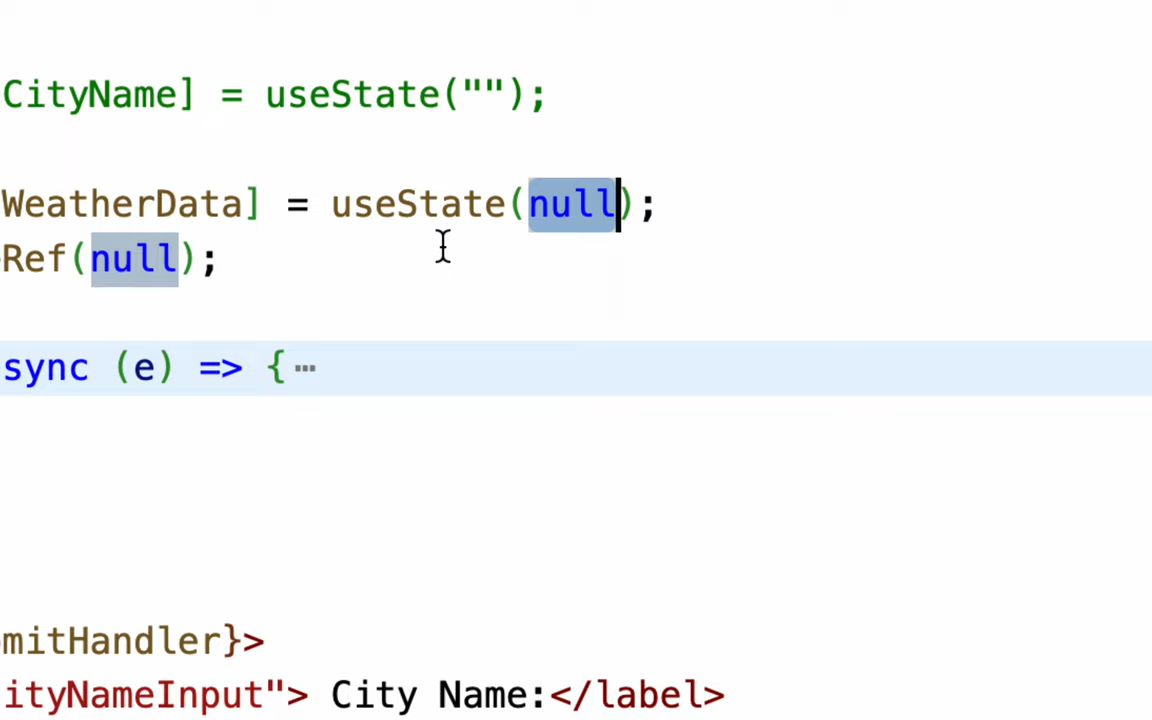 CityName] = useState("");
WeatherData] = useState(null);
Ref(null);
sync (e) => {⋯
mitHandler}>
ityNameInput"> City Name:</label>